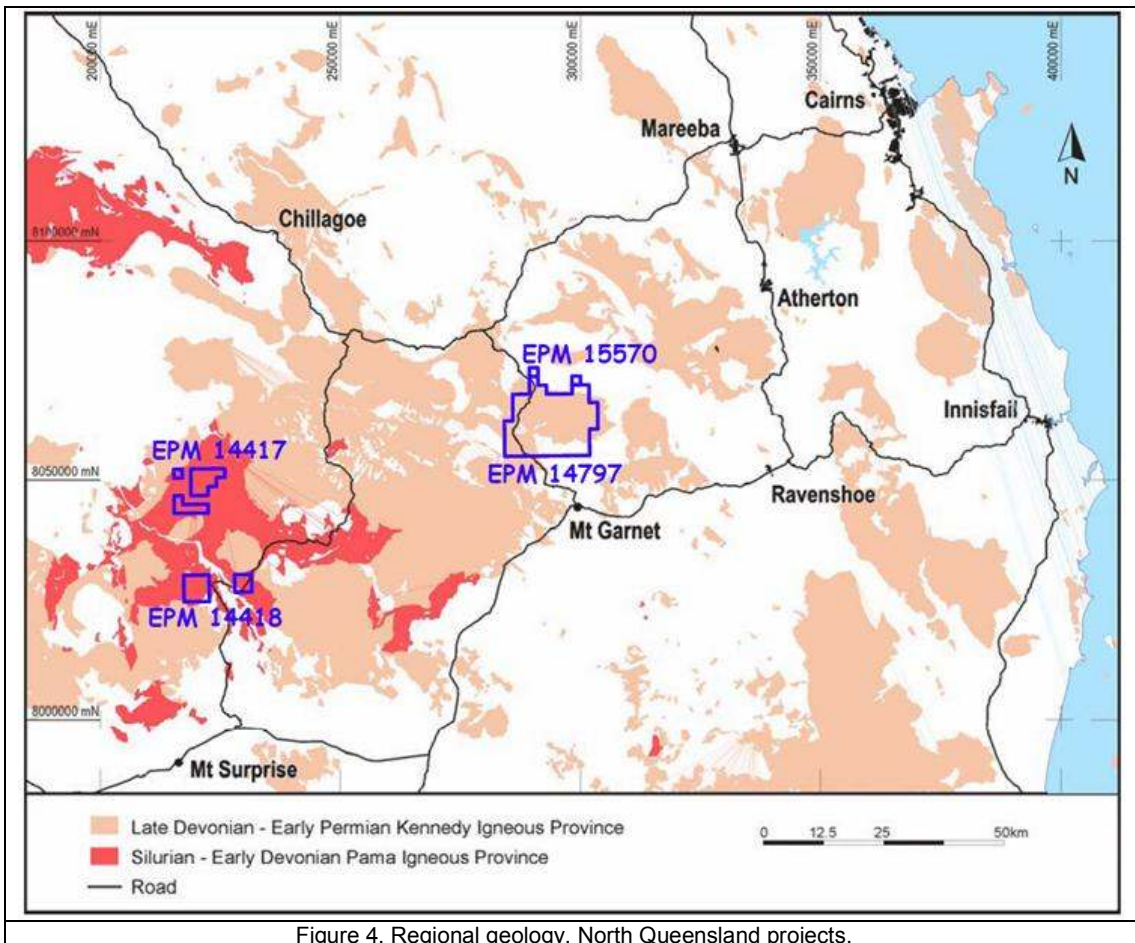 200000 mE
250000 mE
300000 mE
350000 mE
400000 mE
Cairns
Mareeba
N
Chillagoe
8100000 mN
Atherton
EPM 15570
Innisfail
EPM 14417
8050000 mN
EPM 14797
Ravenshoe
Mt Garnet
EPM 14418
8000000 mN
Mt Surprise
Late Devonian - Early Permian Kennedy Igneous Province
Silurian - Early Devonian Pama Igneous Province
Road
0 12.5 25 50km
Figure 4. Regional geology, North Queensland projects.